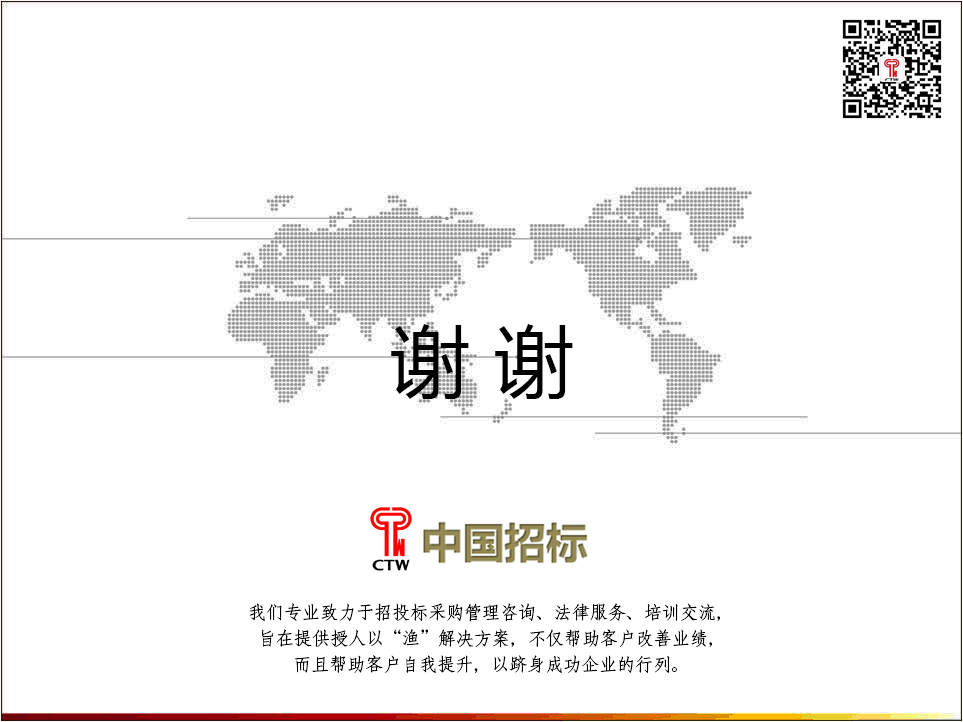 谢 谢
CTW
中国招标
我们专业致力于招投标采购管理咨询、法律服务、培训交流，
旨在提供授人以“渔”解决方案，不仅帮助客户改善业绩，
而且帮助客户自我提升，以跻身成功企业的行列。